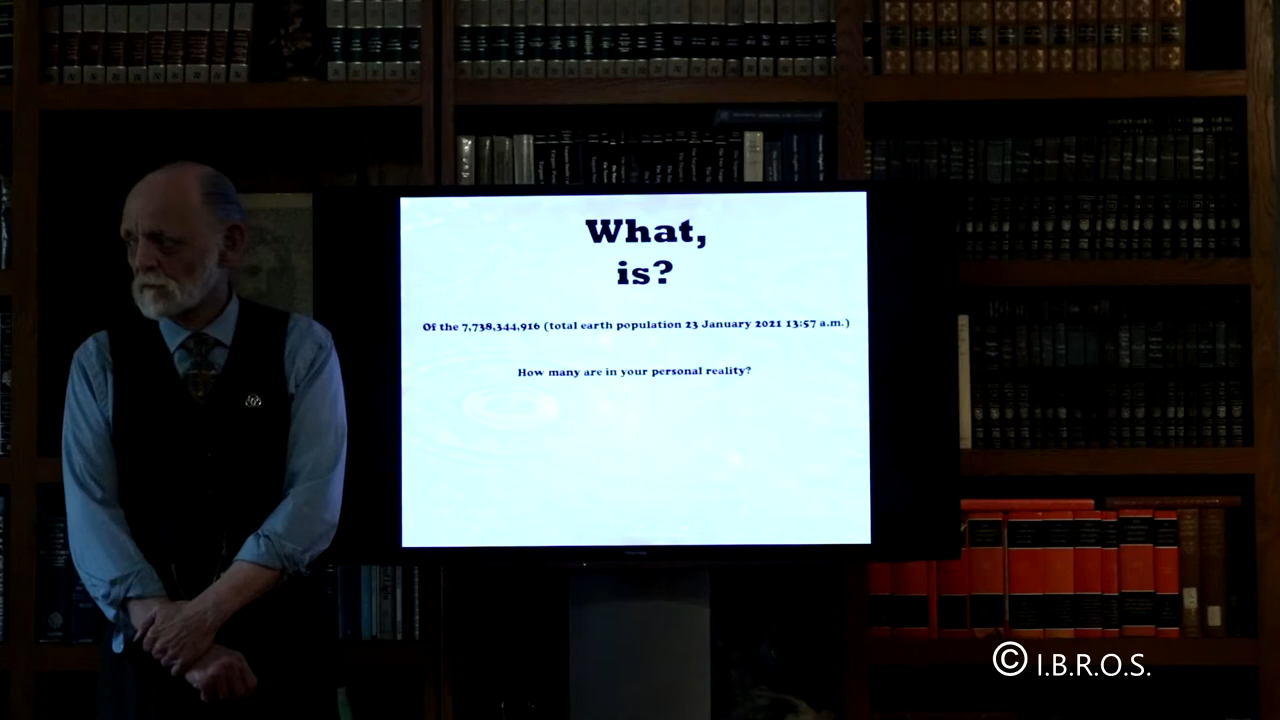 What,
is?
Of the 7,738,344,916 (total earth population 23 January 2021 13:57 a.m.)
How many are in your personal reality?
© I.B.R.O.S.